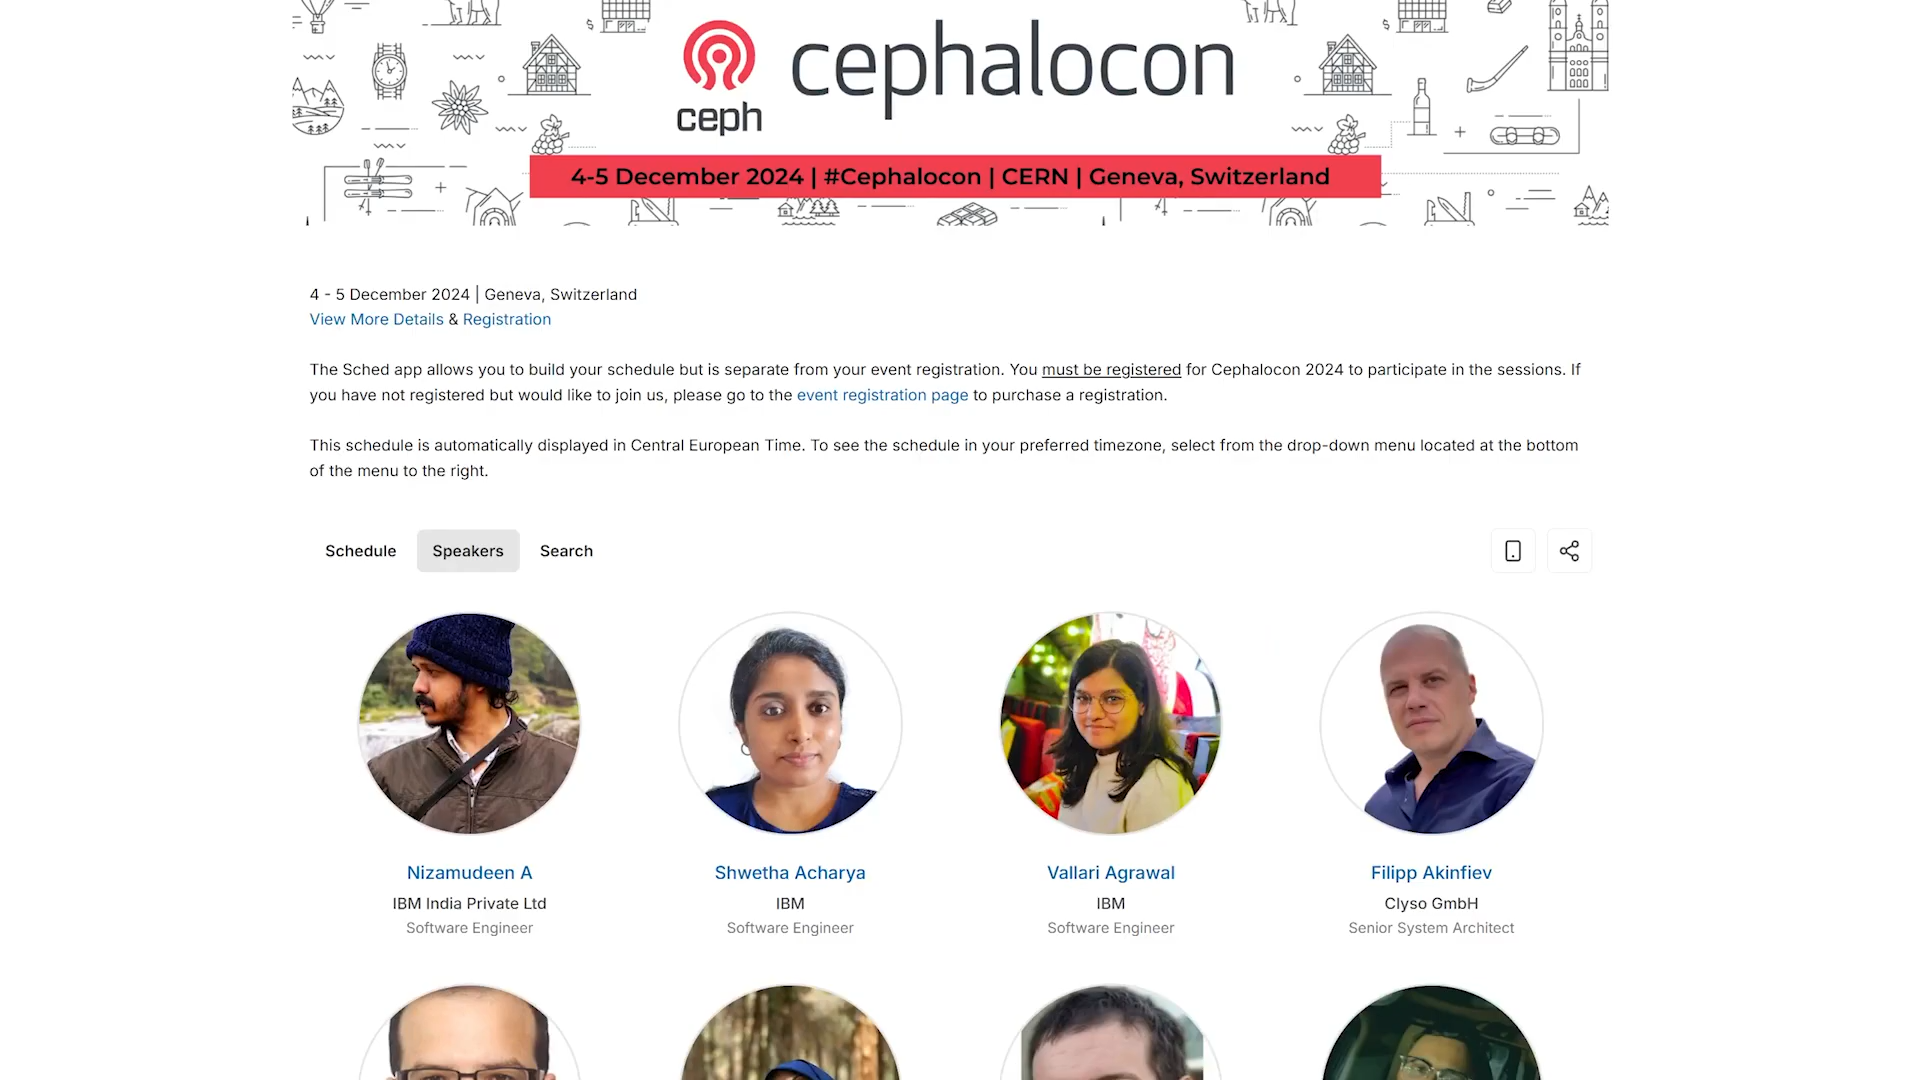 ceph
cephalocon
4-5 December 2024 | #Cephalocon | CERN | Geneva, Switzerland
4 - 5 December 2024 | Geneva, Switzerland
View More Details & Registration
The Sched app allows you to build your schedule but is separate from your event registration. You must be registered for Cephalocon 2024 to participate in the sessions. If
you have not registered but would like to join us, please go to the event registration page to purchase a registration.
This schedule is automatically displayed in Central European Time. To see the schedule in your preferred timezone, select from the drop-down menu located at the bottom
of the menu to the right.
Schedule Speakers Search
Nizamudeen A
IBM India Private Ltd
Software Engineer
Shwetha Acharya
IBM
Software Engineer
Vallari Agrawal
IBM
Software Engineer
Filipp Akinfiev
Clyso GmbH
Senior System Architect